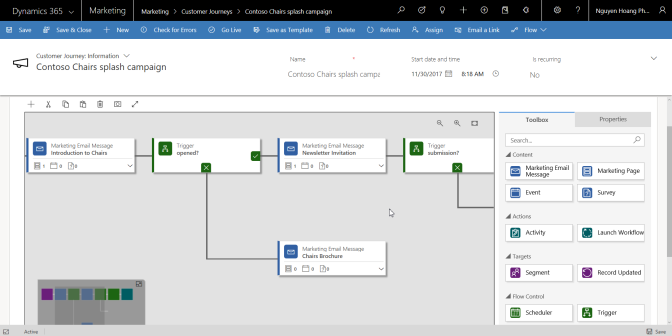 Dynamics 365 Marketing Marketing > Customer Journeys > Contoso Chairs splash campaign Nguyen Hoang Ph...
Save Save & Close New Check for Errors Go Live Save as Template Delete Refresh Assign Email a Link Flow
Customer Journey: Information
Contoso Chairs splash campaign
Name *
Contoso Chairs splash campa
Start date and time
11/30/2017 8:18 AM
Is recurring
No
Toolbox Properties
Search...
Content
Marketing Email Message
Marketing Page
Event
Survey
Actions
Activity
Launch Workflow
Targets
Segment
Record Updated
Flow Control
Scheduler
Trigger
Marketing Email Message
Introduction to Chairs
1 0 0
Trigger
opened?
Marketing Email Message
Newsletter Invitation
1 0 0
Trigger
submission?
Marketing Email Message
Chairs Brochure
0 0 0
Active
Save